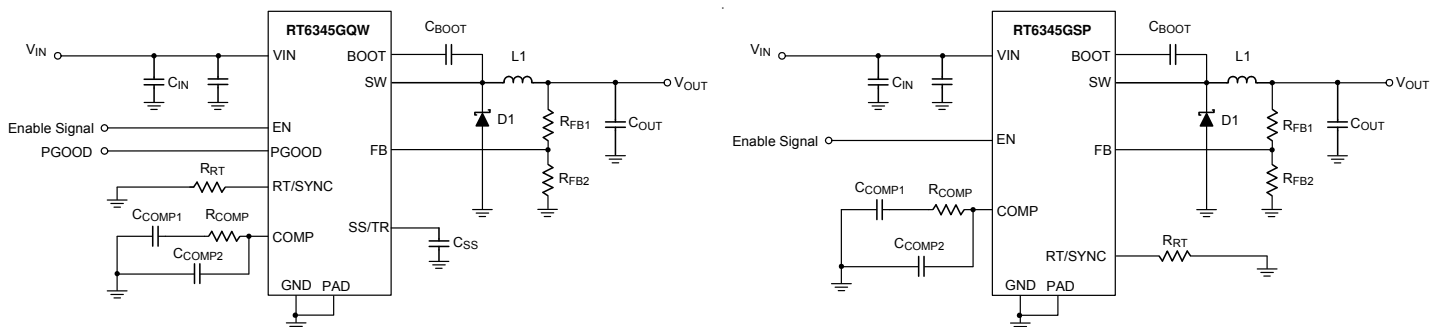 RT6345GQW
VIN
CIN
VIN
BOOT
CBOOT
SW
L1
VOUT
D1
RFB1
COUT
Enable Signal
EN
PGOOD
PGOOD
FB
RFB2
RRT
RT/SYNC
CCOMP1
RCOMP
COMP
CCOMP2
SS/TR
CSS
GND
PAD
RT6345GSP
VIN
CIN
VIN
BOOT
CBOOT
SW
L1
VOUT
D1
RFB1
COUT
Enable Signal
EN
FB
RFB2
CCOMP1
RCOMP
COMP
CCOMP2
RT/SYNC
RRT
GND
PAD